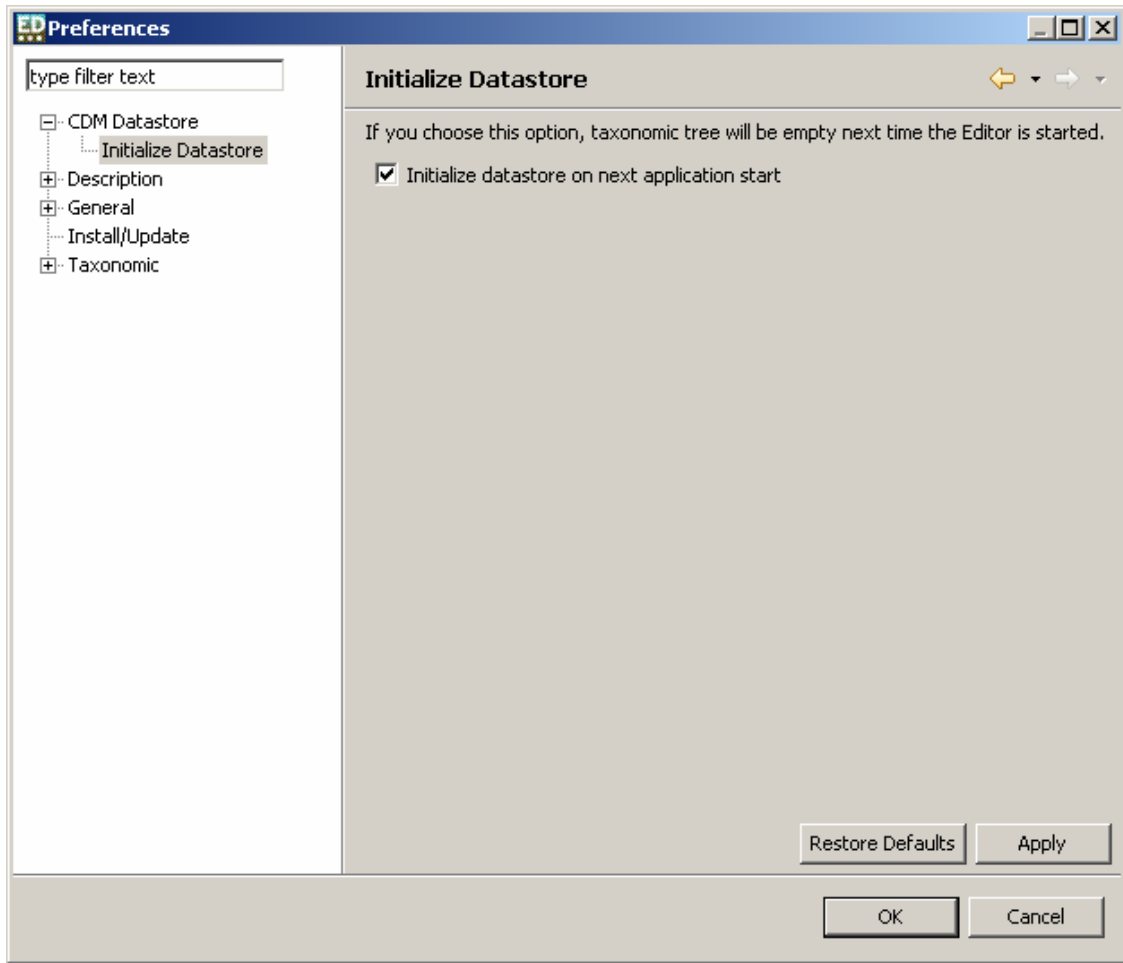 ED Preferences
type filter text
CDM Datastore
Initialize Datastore
Description
General
Install/Update
Taxonomic
Initialize Datastore
If you choose this option, taxonomic tree will be empty next time the Editor is started.
Initialize datastore on next application start
Restore Defaults
Apply
OK
Cancel